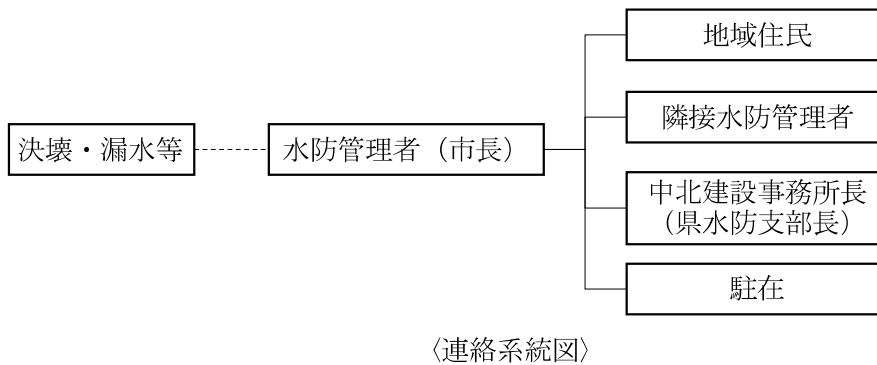 地域住民
隣接水防管理者
決壊・漏水等
水防管理者（市長）
中北建設事務所長
（県水防支部長）
駐在
〈連絡系統図〉